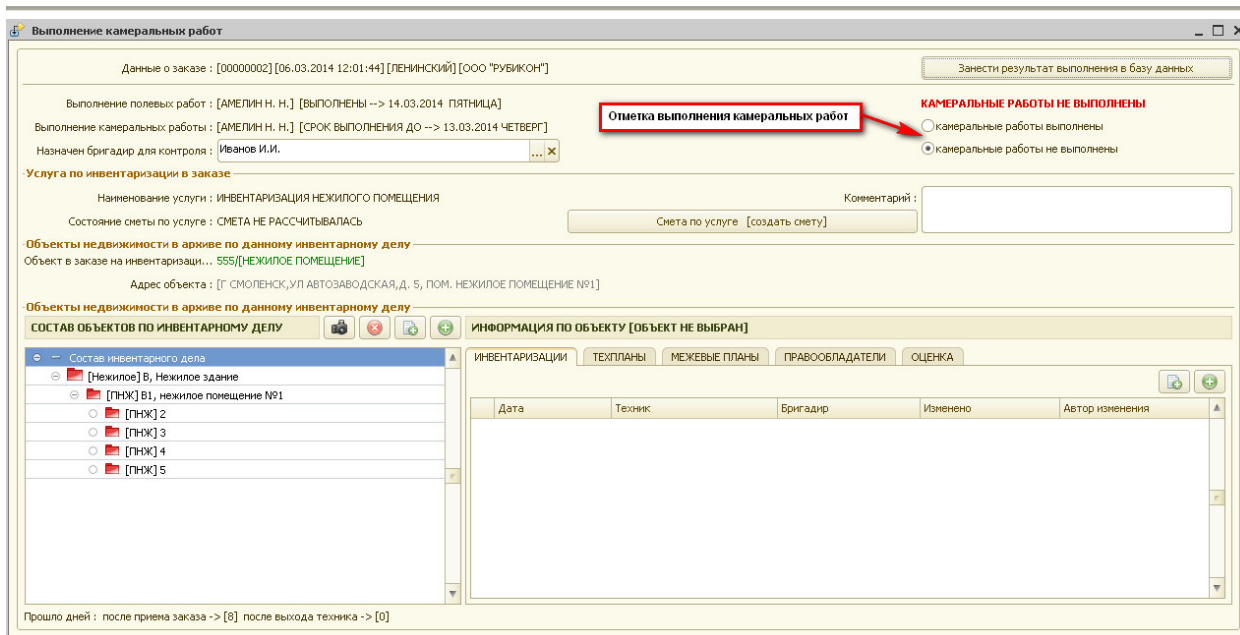 Выполнение камеральных работ
Данные о заказе : [00000002] [06.03.2014 12:01:44] [ЛЕНИНСКИЙ] [ООО "РУБИКОН"]
Занести результат выполнения в базу данных
Выполнение полевых работ : [АМЕЛИН Н. Н.] [ВЫПОЛНЕНЫ --> 14.03.2014 ПЯТНИЦА]
КАМЕРАЛЬНЫЕ РАБОТЫ НЕ ВЫПОЛНЕНЫ
Отметка выполнения камеральных работ
Выполнение камеральных работы : [АМЕЛИН Н. Н.] [СРОК ВЫПОЛНЕНИЯ ДО --> 13.03.2014 ЧЕТВЕРГ]
камеральные работы выполнены
Назначен бригадир для контроля : Иванов И.И. ... ×
камеральные работы не выполнены
Услуга по инвентаризации в заказе
Наименование услуги : ИНВЕНТАРИЗАЦИЯ НЕЖИЛОГО ПОМЕЩЕНИЯ
Комментарий :
Состояние сметы по услуге : СМЕТА НЕ РАССЧИТЫВАЛАСЬ
Смета по услуге [создать смету]
Объекты недвижимости в архиве по данному инвентарному делу
Объект в заказе на инвентаризаци... 555/[НЕЖИЛОЕ ПОМЕЩЕНИЕ]
Адрес объекта : [Г СМОЛЕНСК,УЛ АВТОЗАВОДСКАЯ,Д. 5, ПОМ. НЕЖИЛОЕ ПОМЕЩЕНИЕ №1]
Объекты недвижимости в архиве по данному инвентарному делу
СОСТАВ ОБЪЕКТОВ ПО ИНВЕНТАРНОМУ ДЕЛУ
ИНФОРМАЦИЯ ПО ОБЪЕКТУ [ОБЪЕКТ НЕ ВЫБРАН]
Состав инвентарного дела
ИНВЕНТАРИЗАЦИИ ТЕХПЛАНЫ МЕЖЕВЫЕ ПЛАНЫ ПРАВООБЛАДАТЕЛИ ОЦЕНКА
[Нежилое] В, Нежилое здание
[ПНЖ] В1, нежилое помещение №1
Дата Техник Бригадир Изменено Автор изменения
[ПНЖ] 2
[ПНЖ] 3
[ПНЖ] 4
[ПНЖ] 5
Прошло дней : после приема заказа -> [8] после выхода техника -> [0]